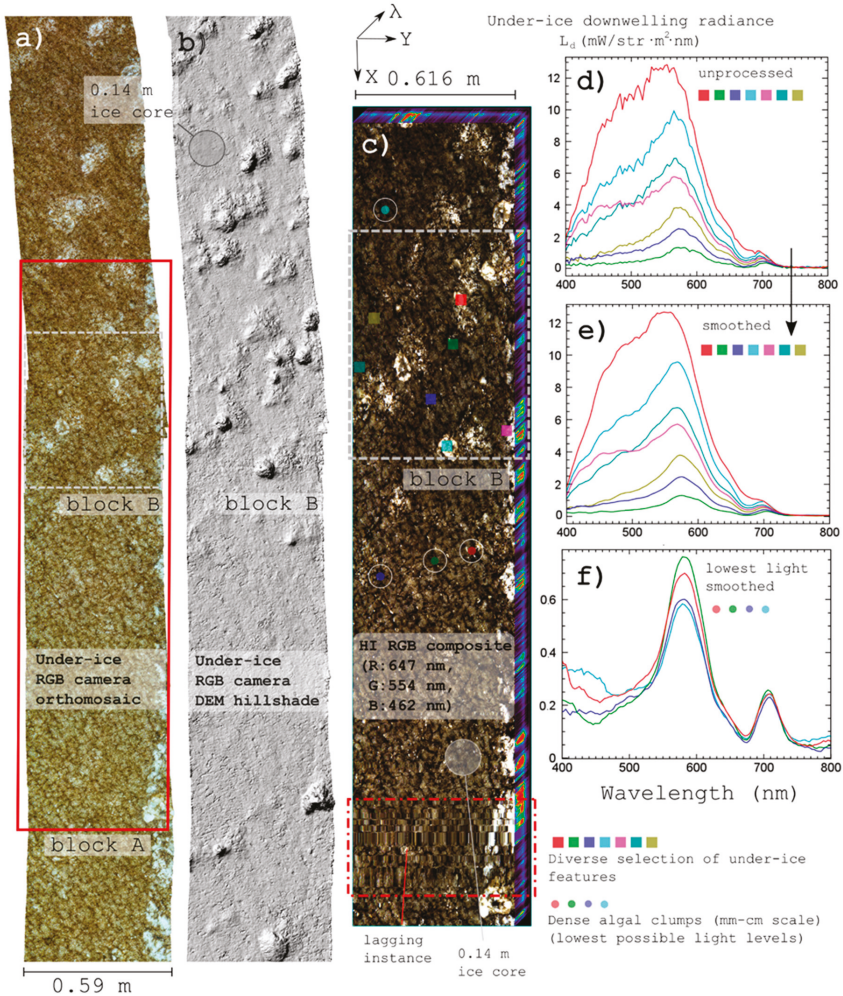 a)
b)
0.14 m
ice core
block B
block B
Under-ice
RGB camera
orthomosaic
Under-ice
RGB camera
DEM hillshade
block A
0.59 m
λ
Y
X
0.616 m
c)
block B
HI RGB composite
(R:647 nm,
G:554 nm,
B:462 nm)
lagging
instance
0.14 m
ice core
Under-ice downwelling radiance
L_d (mW/str·m²·nm)
d)
unprocessed
12
10
8
6
4
2
0
400 500 600 700 800
e)
smoothed
12
10
8
6
4
2
0
400 500 600 700 800
f)
lowest light
smoothed
0.6
0.4
0.2
0
400 500 600 700 800
Wavelength (nm)
Diverse selection of under-ice
features
Dense algal clumps (mm-cm scale)
(lowest possible light levels)